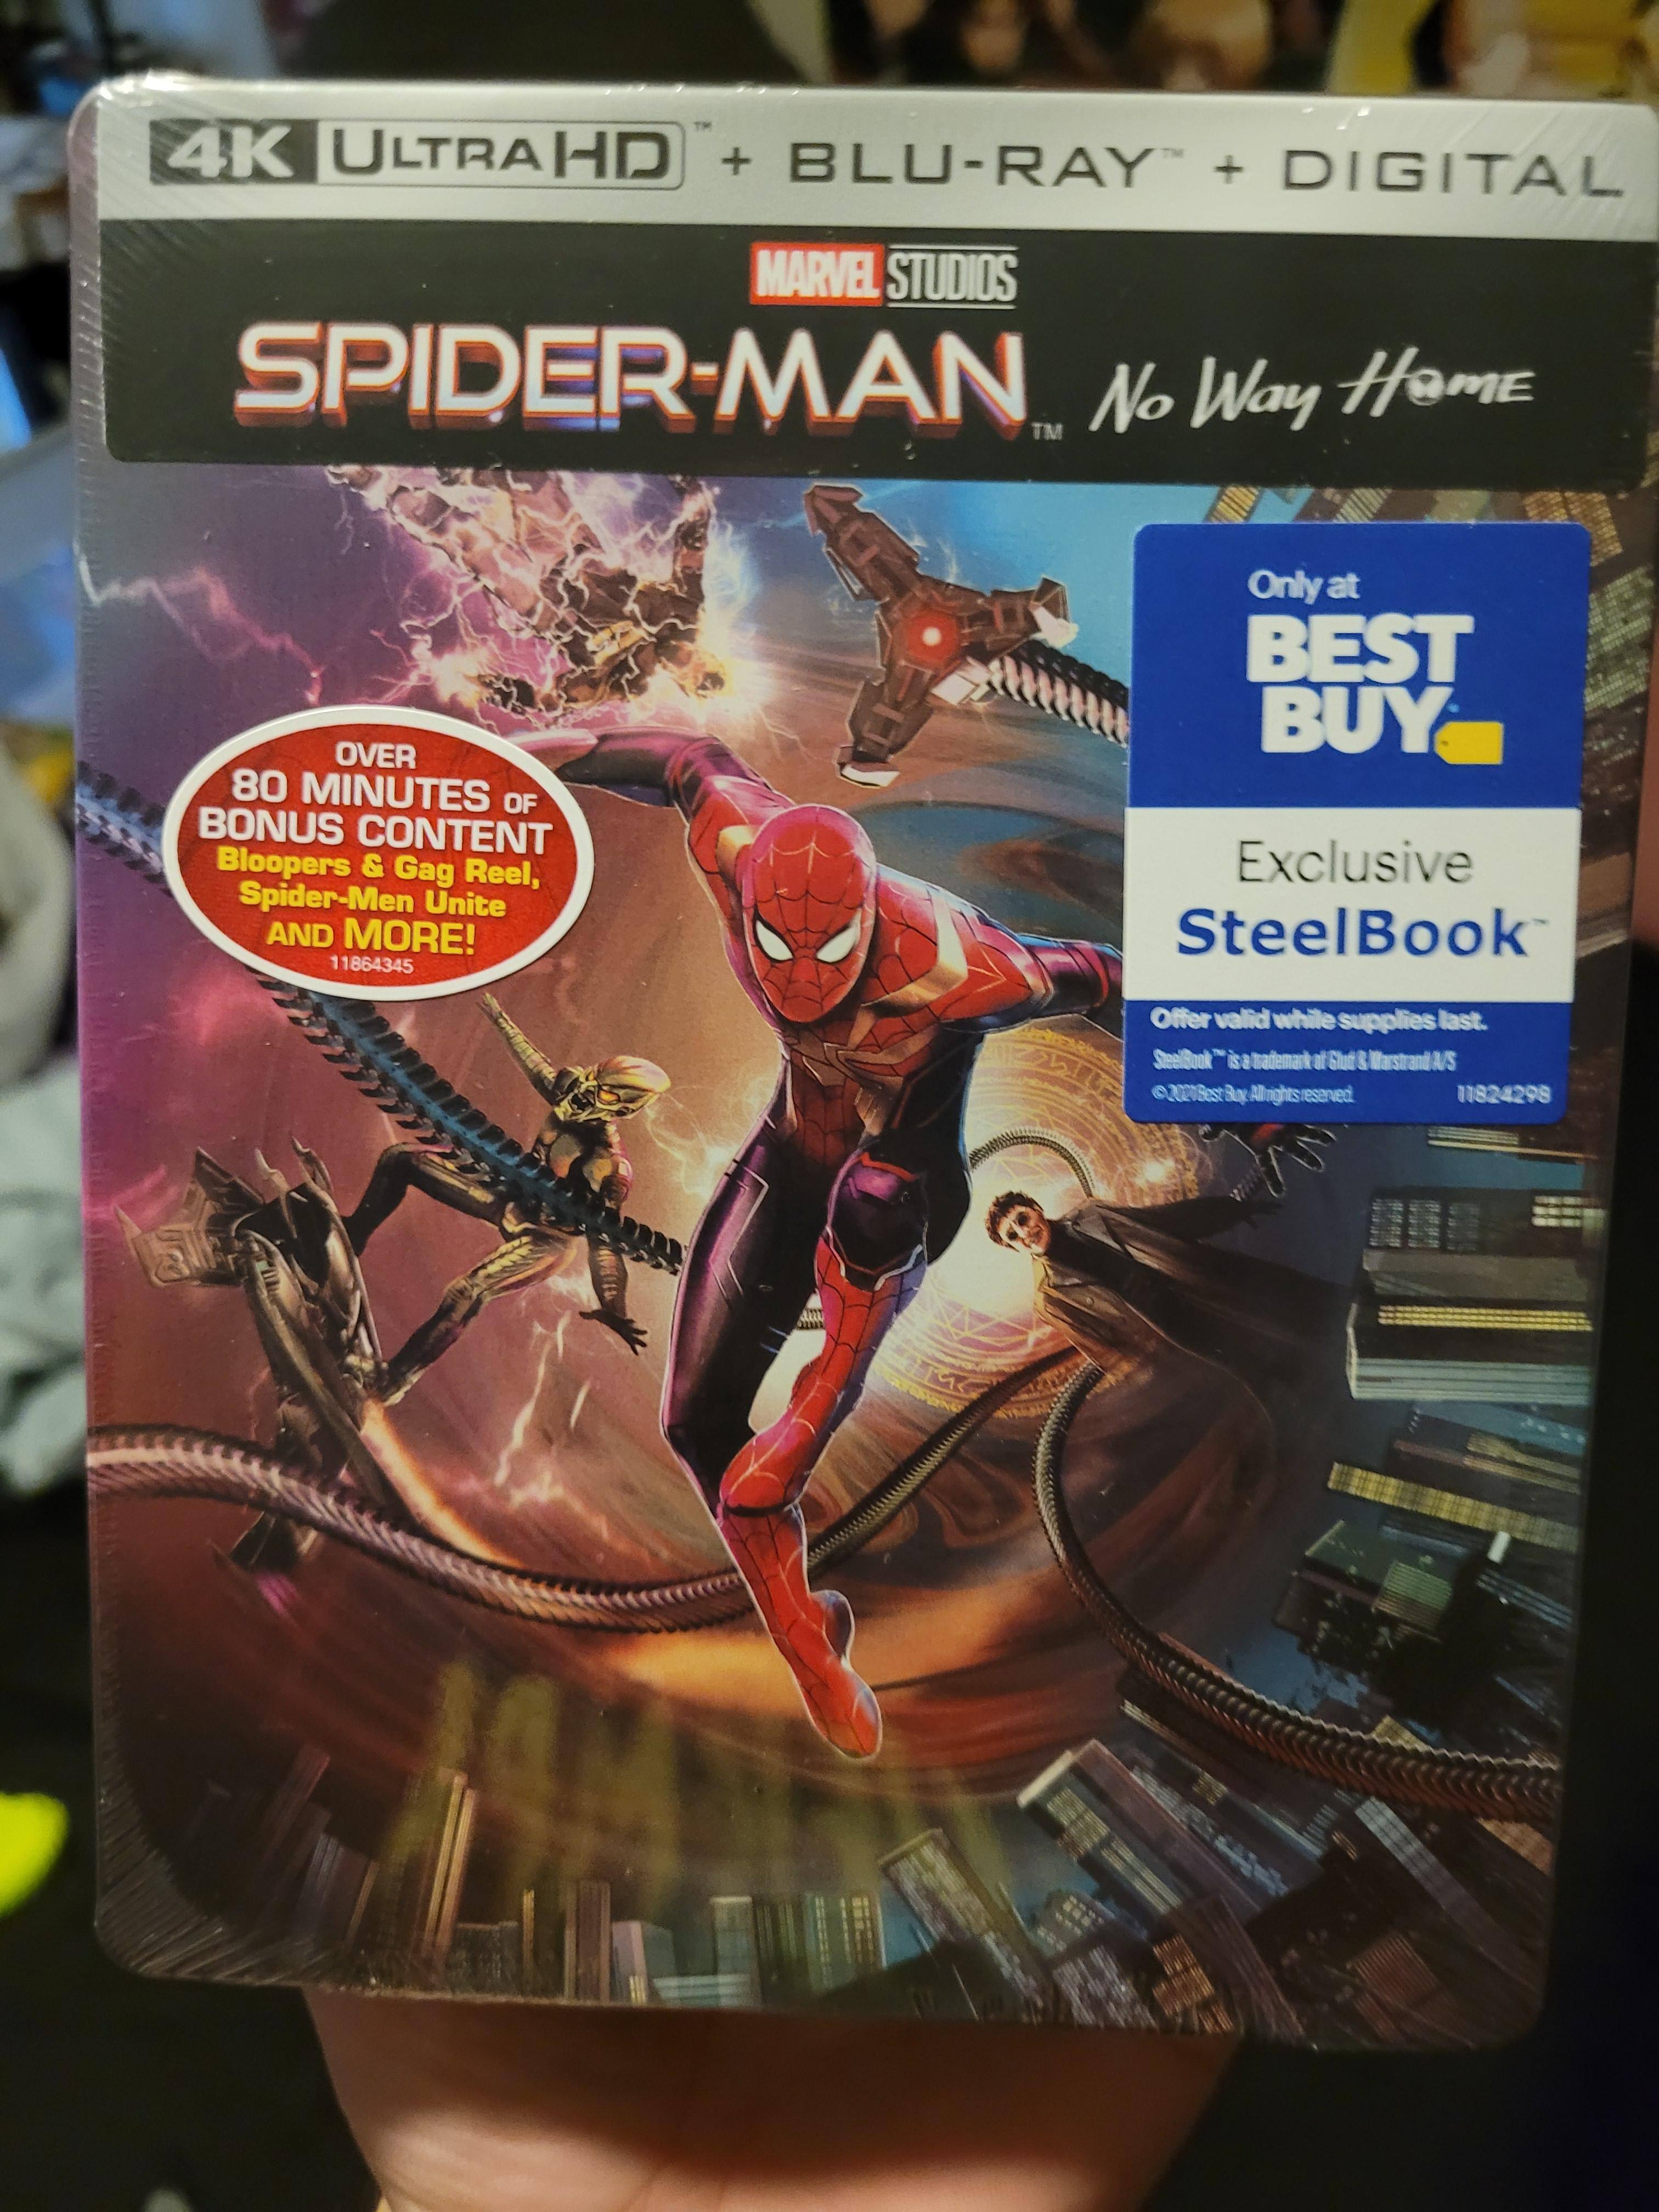 4K ULTRA HD™ + BLU-RAY™ + DIGITAL
MARVEL STUDIOS
SPIDER-MAN™ No Way Home
OVER
80 MINUTES OF
BONUS CONTENT
Bloopers & Gag Reel,
Spider-Men Unite
AND MORE!
11864345
Only at
BEST
BUY™
Exclusive
SteelBook™
Offer valid while supplies last.
SteelBook™ is a trademark of Glud & Marstrand A/S
© 2021 Best Buy. All rights reserved. 11824298